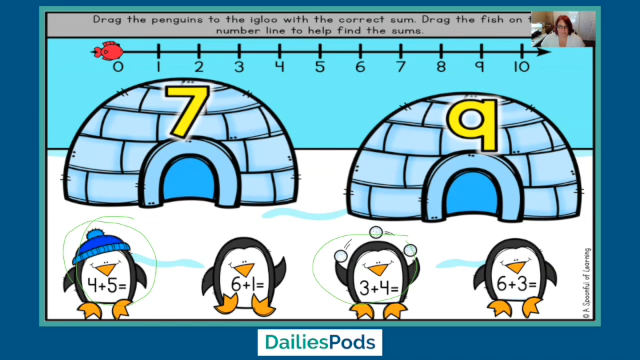 Drag the penguins to the igloo with the correct sum. Drag the fish on t
number line to help find the sums.
0 1 2 3 4 5 6 7 8 9 10
7
9
4+5=
6+1=
3+4=
6+3=
© A Spoonful of Learning
DailiesPods